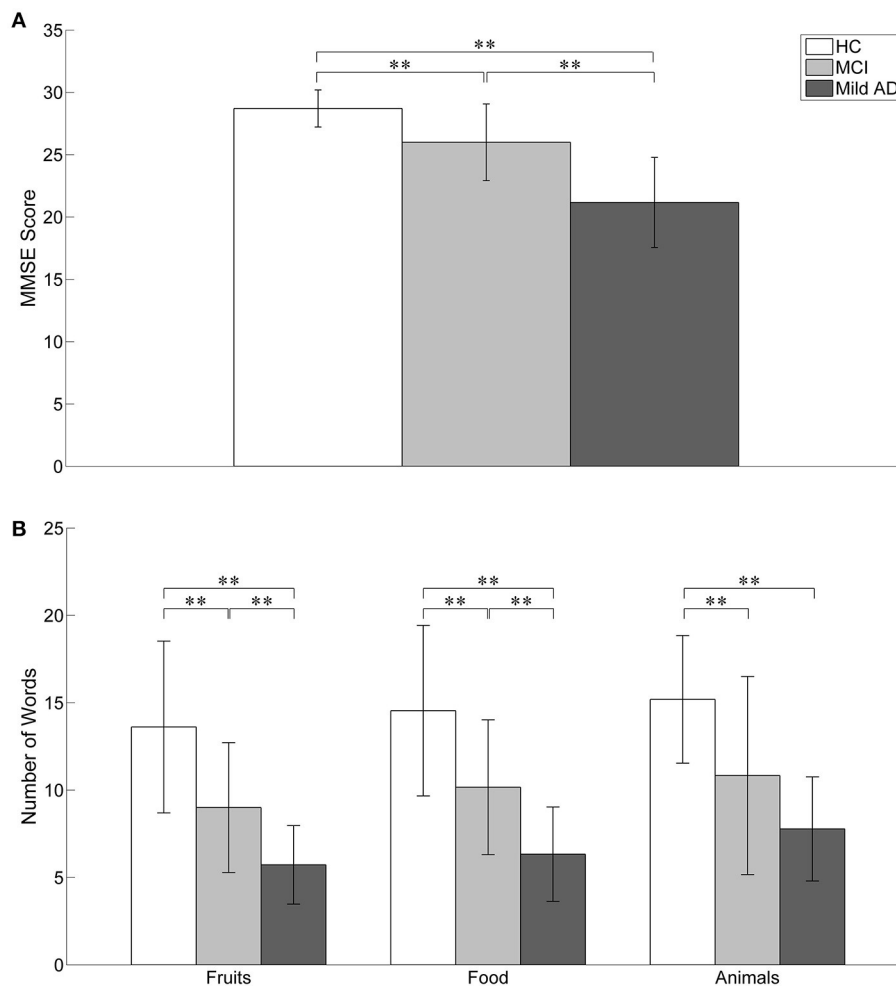 A
35
30
25
20
15
10
5
0
MMSE Score
**
** **
HC
MCI
Mild AD
B
25
20
15
10
5
0
Number of Words
** ** **
** ** ** ** **
Fruits Food Animals